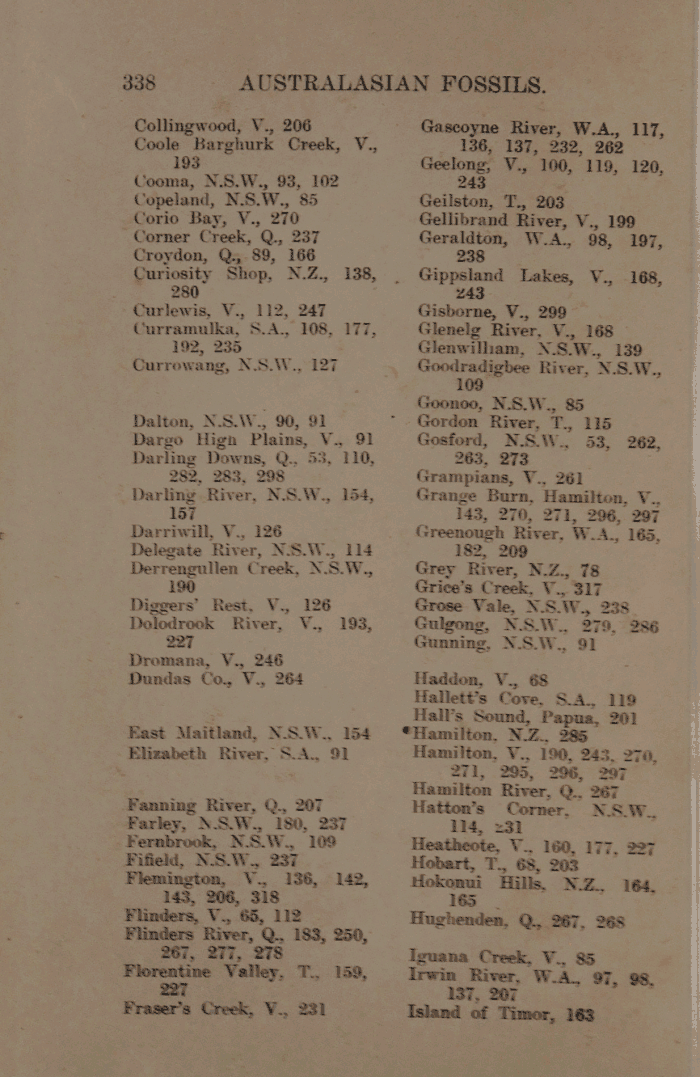 338 AUSTRALASIAN FOSSILS.
Collingwood, V., 206
Coole Barghurk Creek, V.,
193
Cooma, N.S.W., 93, 102
Copeland, N.S.W., 85
Corio Bay, V., 270
Corner Creek, Q., 237
Croydon, Q., 89, 166
Curiosity Shop, N.Z., 138,
280
Curlewis, V., 112, 247
Curramulka, S.A., 108, 177,
192, 235
Currowang, N.S.W., 127
Dalton, N.S.W., 90, 91
Dargo High Plains, V., 91
Darling Downs, Q., 53, 110,
282, 283, 298
Darling River, N.S.W., 154,
157
Darriwill, V., 126
Delegate River, N.S.W., 114
Derrengullen Creek, N.S.W.,
190
Diggers' Rest, V., 126
Dolodrook River, V., 193,
227
Dromana, V., 246
Dundas Co., V., 264
East Maitland, N.S.W., 154
Elizabeth River, S.A., 91
Fanning River, Q., 207
Farley, N.S.W., 180, 237
Fernbrook, N.S.W., 109
Fifield, N.S.W., 237
Flemington, V., 136, 142,
143, 206, 318
Flinders, V., 65, 112
Flinders River, Q., 183, 250,
267, 277, 278
Florentine Valley, T., 159,
227
Fraser's Creek, V., 231
Gascoyne River, W.A., 117,
136, 137, 232, 262
Geelong, V., 100, 119, 120,
243
Geilston, T., 203
Gellibrand River, V., 199
Geraldton, W.A., 98, 197,
238
Gippsland Lakes, V., 168,
243
Gisborne, V., 299
Glenelg River, V., 168
Glenwilliam, N.S.W., 139
Goodradigbee River, N.S.W.,
109
Goonoo, N.S.W., 85
Gordon River, T., 115
Gosford, N.S.W., 53, 262,
263, 273
Grampians, V., 261
Grange Burn, Hamilton, V.,
143, 270, 271, 296, 297
Greenough River, W.A., 165,
182, 209
Grey River, N.Z., 78
Grice's Creek, V., 317
Grose Vale, N.S.W., 238
Gulgong, N.S.W., 279, 286
Gunning, N.S.W., 91
Haddon, V., 68
Hallett's Cove, S.A., 119
Hall's Sound, Papua, 201
Hamilton, N.Z., 285
Hamilton, V., 190, 243, 270,
271, 295, 296, 297
Hamilton River, Q., 267
Hatton's Corner, N.S.W.,
114, 231
Heathcote, V., 160, 177, 227
Hobart, T., 68, 203
Hokonui Hills, N.Z., 164,
165
Hughenden, Q., 267, 268
Iguana Creek, V., 85
Irwin River, W.A., 97, 98,
137, 207
Island of Timor, 163